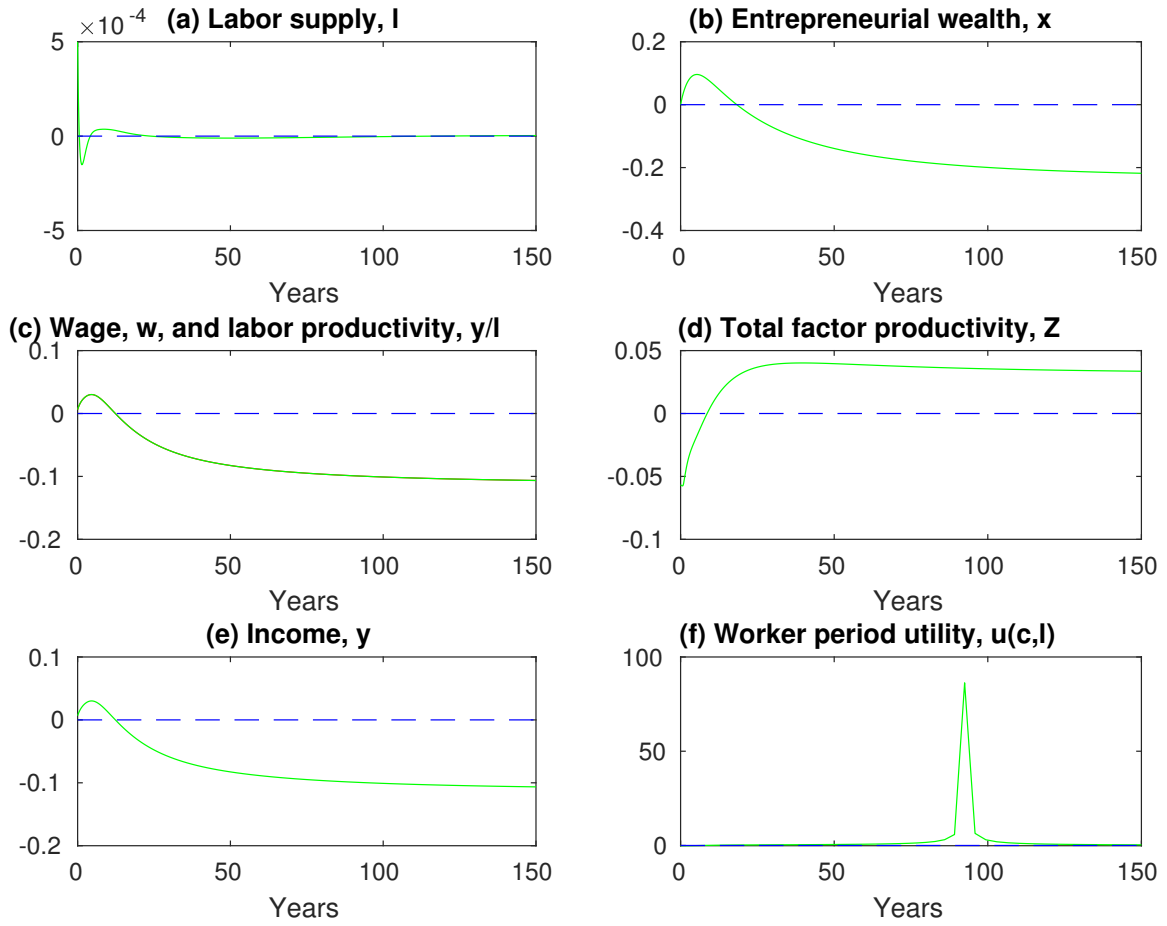 (a) Labor supply, l
×10⁻⁴
5
0
-5
0 50 100 150
Years
(b) Entrepreneurial wealth, x
0.2
0
-0.2
-0.4
0 50 100 150
Years
(c) Wage, w, and labor productivity, y/l
0.1
0
-0.1
-0.2
0 50 100 150
Years
(d) Total factor productivity, Z
0.05
0
-0.05
-0.1
0 50 100 150
Years
(e) Income, y
0.1
0
-0.1
-0.2
0 50 100 150
Years
(f) Worker period utility, u(c,l)
100
50
0
0 50 100 150
Years